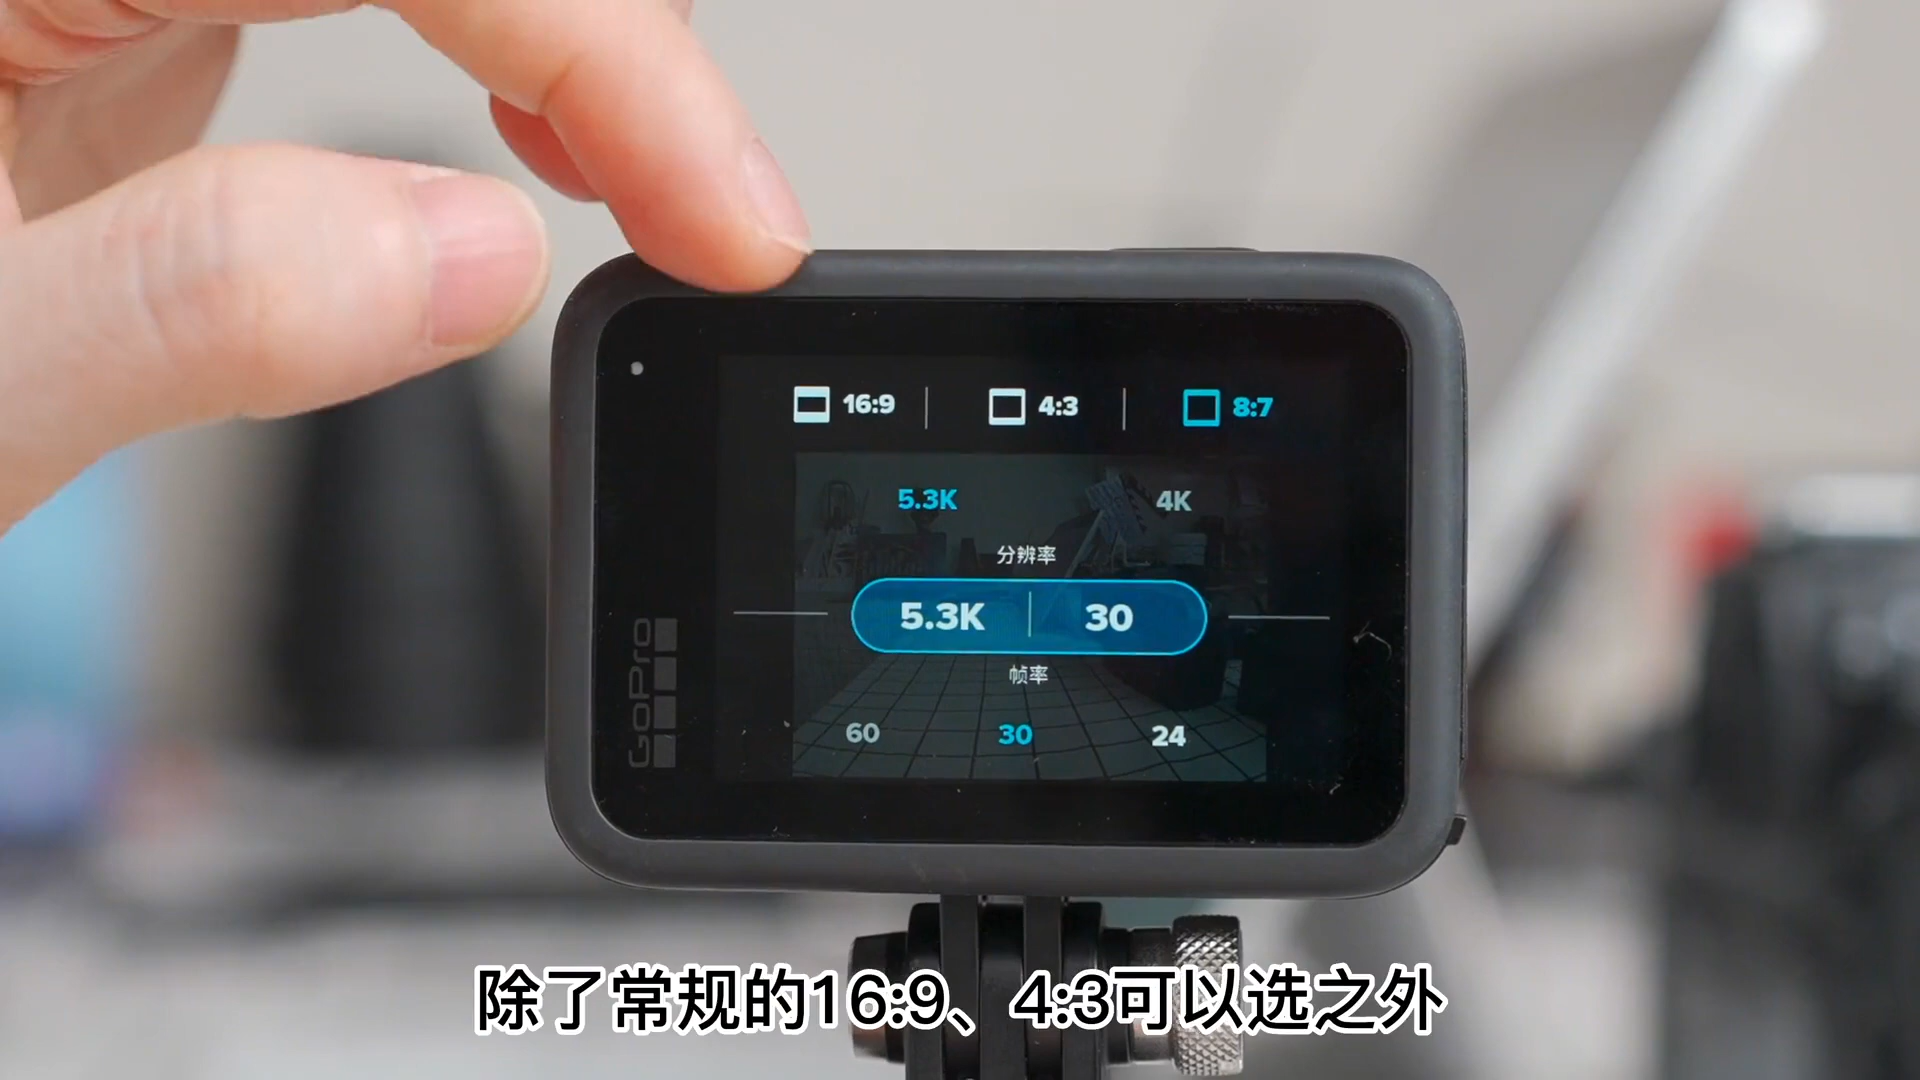 16:9 4:3 8:7
5.3K 4K
分辨率
5.3K 30
帧率
60 30 24
GoPro
除了常规的16:9、4:3可以选之外